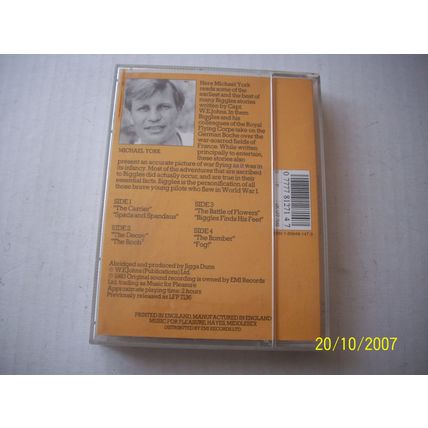 Here Michael York
reads some of the
earliest and the best of
many Biggles stories
written by Capt.
W.E. Johns. In them
Biggles and his
colleagues of the Royal
Flying Corps take on the
German Boche over the
war-scarred fields of
France. While written
principally to entertain,
these stories also
MICHAEL YORK
present an accurate picture of war flying as it was in
its infancy. Most of the adventures that are ascribed
to Biggles did actually occur, and are true in their
essential facts. Biggles is the personification of all
those brave young pilots who flew in World War I.
SIDE 1
"The Carrier"
"Spads and Spandaus"
SIDE 2
"The Decoy"
"The Boob"
SIDE 3
"The Battle of Flowers"
"Biggles Finds His Feet"
SIDE 4
"The Bomber"
"Fog!"
Abridged and produced by Jiggs Dunn
© W.E. Johns (Publications) Ltd.
℗ 1983 Original sound recording is owned by EMI Records
Ltd. trading as Music for Pleasure
Approximate playing time: 2 hours
Previously released as LFP 7136
PRINTED IN ENGLAND, MANUFACTURED IN ENGLAND
MUSIC FOR PLEASURE, HAYES, MIDDLESEX
DISTRIBUTED BY EMI RECORDS LTD.
0 77778 12714 7
20/10/2007